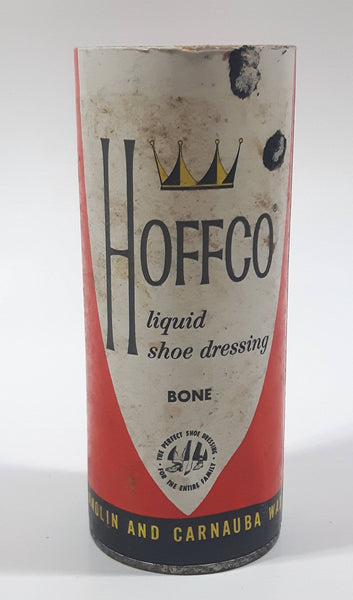 HOFFCO®
liquid
shoe dressing
BONE
THE PERFECT SHOE DRESSING
• FOR THE ENTIRE FAMILY •
AND CARNAUBA